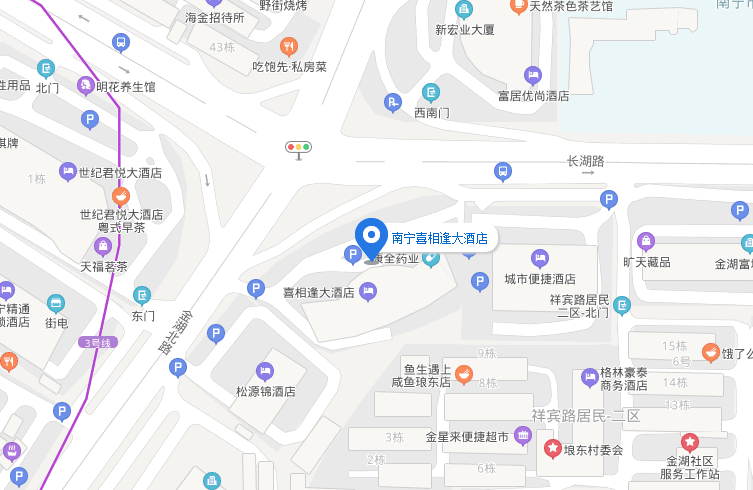 野街烧烤
海金招待所
天然茶色茶艺馆
南宁市
43栋
新宏业大厦
吃饱先·私房菜
性用品
北门
明花养生馆
富居优尚酒店
西南门
棋牌
长湖路
世纪君悦大酒店
1栋
世纪君悦大酒店
粤式早茶
南宁喜相逢大酒店
康全药业
天福茗茶
旷天藏品
金湖富
城市便捷酒店
喜相逢大酒店
宁精通
锁酒店
街电
东门
祥宾路居民
二区-北门
金湖北路
3号线
15栋
6号
饿了么
9栋
鱼生遇上
咸鱼琅东店
8栋
格林豪泰
商务酒店
14栋
松源锦酒店
13栋
祥宾路居民-二区
3栋
金星来便捷超市
琅东村委会
2栋
6栋
金湖社区
服务工作站